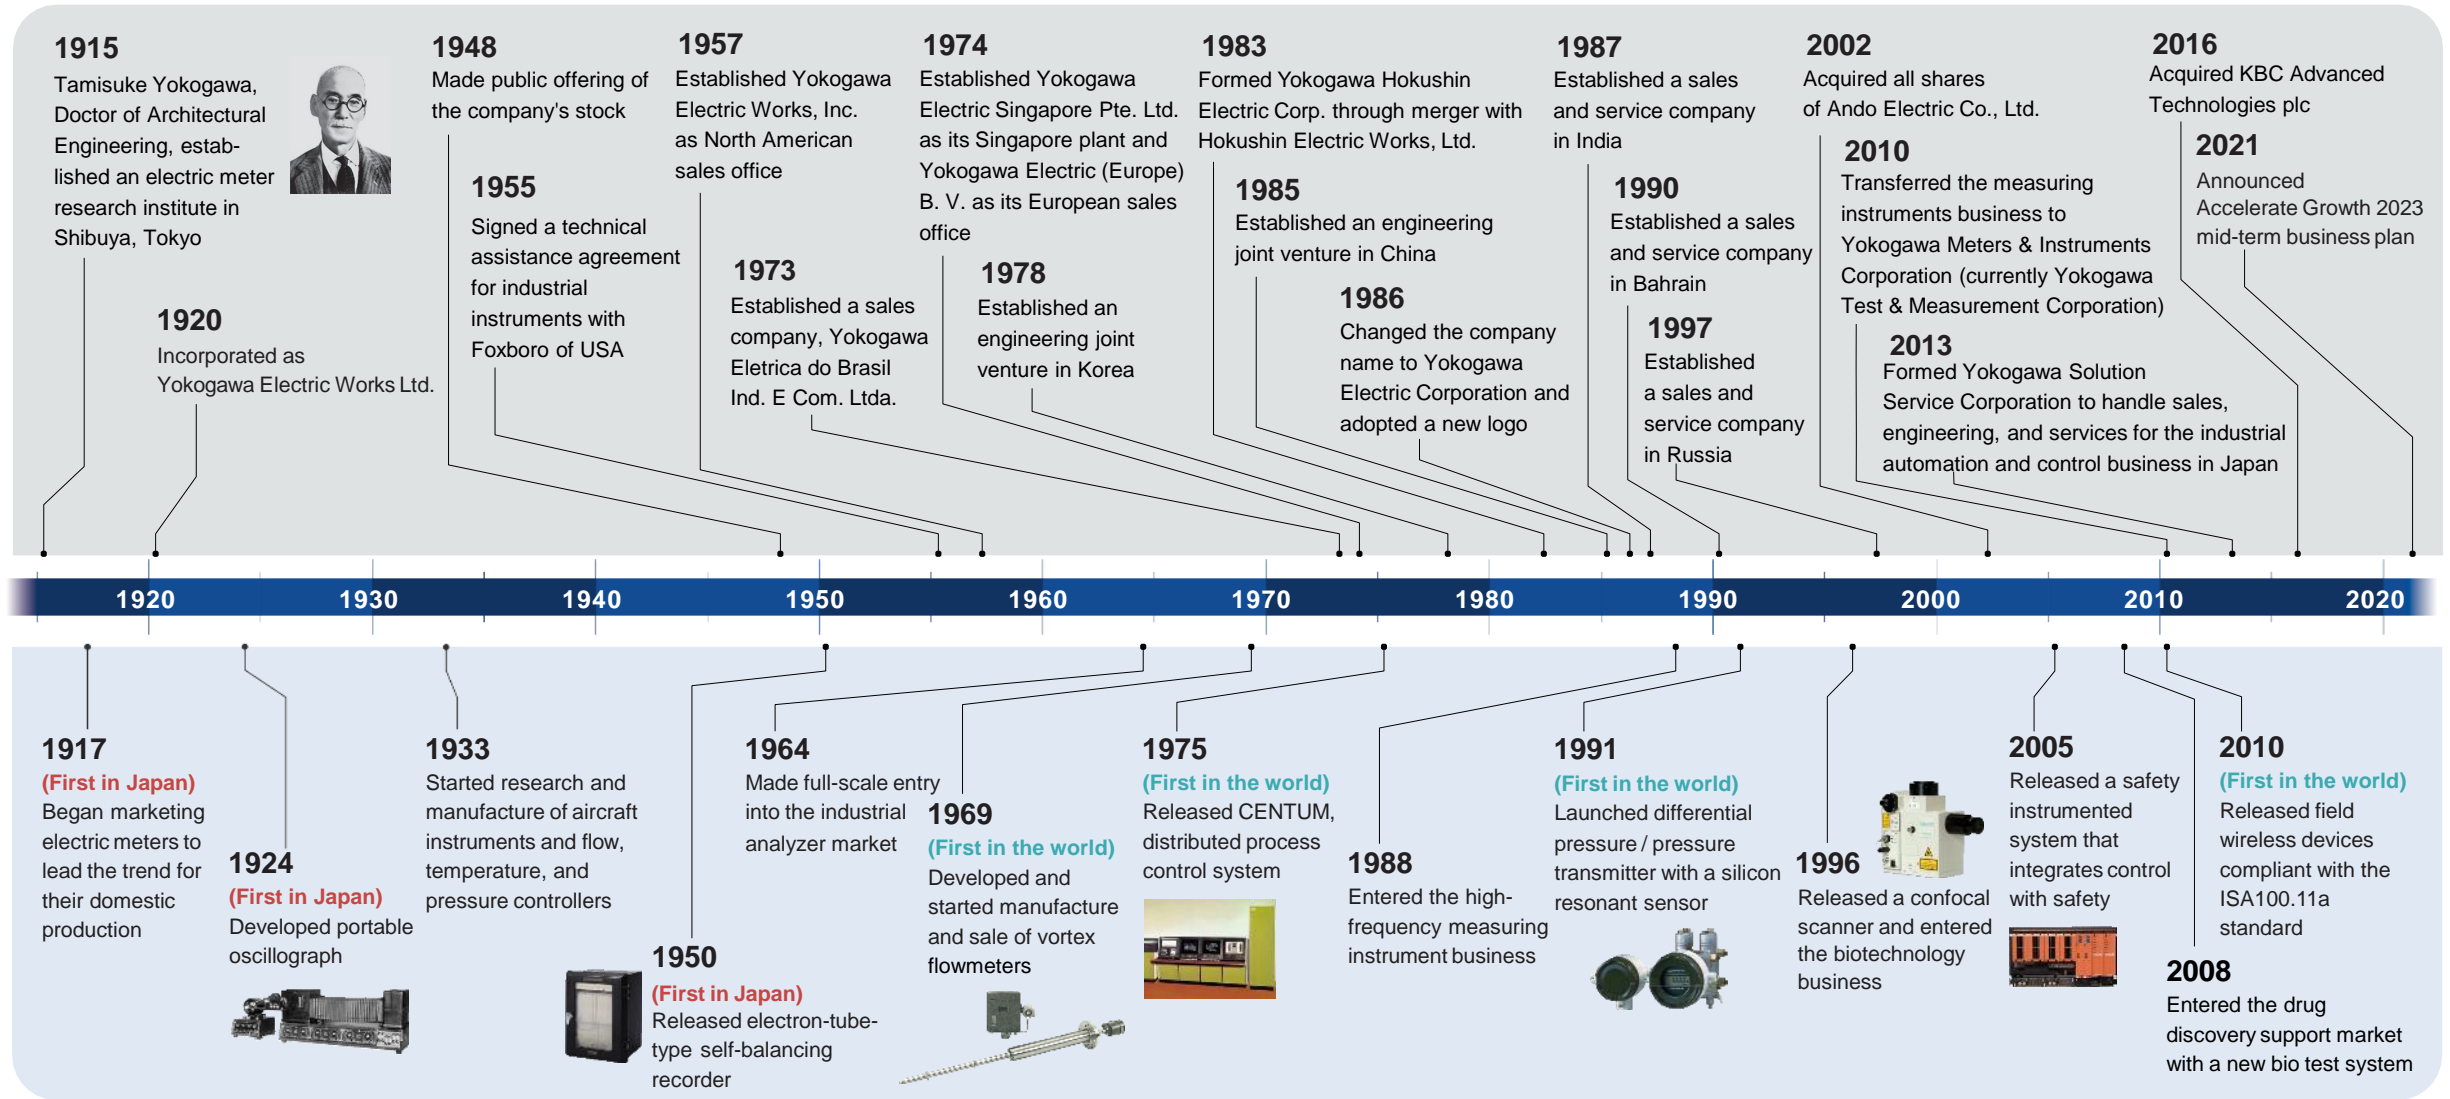 1915
Tamisuke Yokogawa,
Doctor of Architectural
Engineering, estab-
lished an electric meter
research institute in
Shibuya, Tokyo
1920
Incorporated as
Yokogawa Electric Works Ltd.
1948
Made public offering of
the company's stock
1955
Signed a technical
assistance agreement
for industrial
instruments with
Foxboro of USA
1957
Established Yokogawa
Electric Works, Inc.
as North American
sales office
1973
Established a sales
company, Yokogawa
Eletrica do Brasil
Ind. E Com. Ltda.
1974
Established Yokogawa
Electric Singapore Pte. Ltd.
as its Singapore plant and
Yokogawa Electric (Europe)
B. V. as its European sales
office
1978
Established an
engineering joint
venture in Korea
1983
Formed Yokogawa Hokushin
Electric Corp. through merger with
Hokushin Electric Works, Ltd.
1985
Established an engineering
joint venture in China
1986
Changed the company
name to Yokogawa
Electric Corporation and
adopted a new logo
1987
Established a sales
and service company
in India
1990
Established a sales
and service company
in Bahrain
1997
Established
a sales and
service company
in Russia
2002
Acquired all shares
of Ando Electric Co., Ltd.
2010
Transferred the measuring
instruments business to
Yokogawa Meters & Instruments
Corporation (currently Yokogawa
Test & Measurement Corporation)
2013
Formed Yokogawa Solution
Service Corporation to handle sales,
engineering, and services for the industrial
automation and control business in Japan
2016
Acquired KBC Advanced
Technologies plc
2021
Announced
Accelerate Growth 2023
mid-term business plan
1920 1930 1940 1950 1960 1970 1980 1990 2000 2010 2020
1917
(First in Japan)
Began marketing
electric meters to
lead the trend for
their domestic
production
1924
(First in Japan)
Developed portable
oscillograph
1933
Started research and
manufacture of aircraft
instruments and flow,
temperature, and
pressure controllers
1950
(First in Japan)
Released electron-tube-
type self-balancing
recorder
1964
Made full-scale entry
into the industrial
analyzer market
1969
(First in the world)
Developed and
started manufacture
and sale of vortex
flowmeters
1975
(First in the world)
Released CENTUM,
distributed process
control system
1988
Entered the high-
frequency measuring
instrument business
1991
(First in the world)
Launched differential
pressure / pressure
transmitter with a silicon
resonant sensor
1996
Released a confocal
scanner and entered
the biotechnology
business
2005
Released a safety
instrumented
system that
integrates control
with safety
2008
Entered the drug
discovery support market
with a new bio test system
2010
(First in the world)
Released field
wireless devices
compliant with the
ISA100.11a
standard